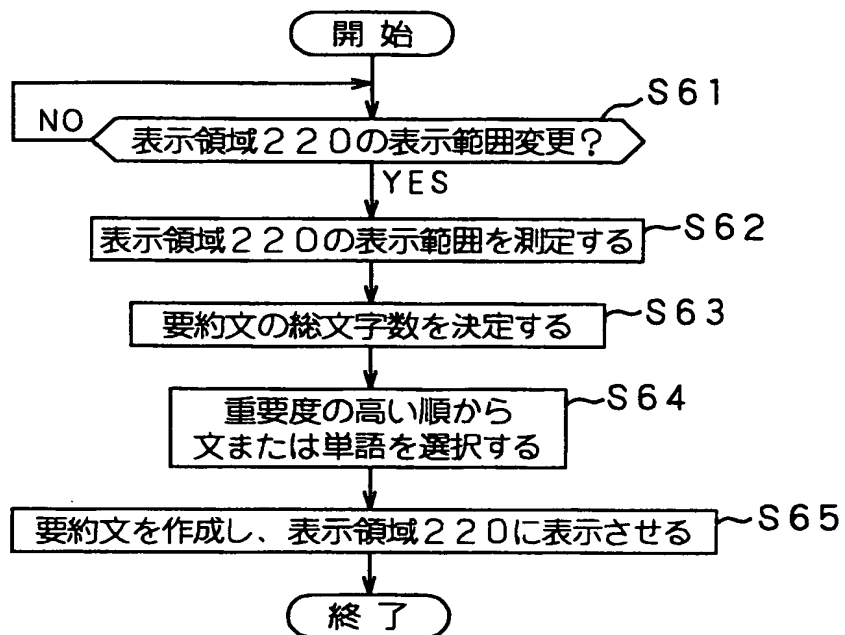 開始
S61
NO
表示領域220の表示範囲変更?
YES
表示領域220の表示範囲を測定する
S62
要約文の総文字数を決定する
S63
重要度の高い順から
文または単語を選択する
S64
要約文を作成し、表示領域220に表示させる
S65
終了